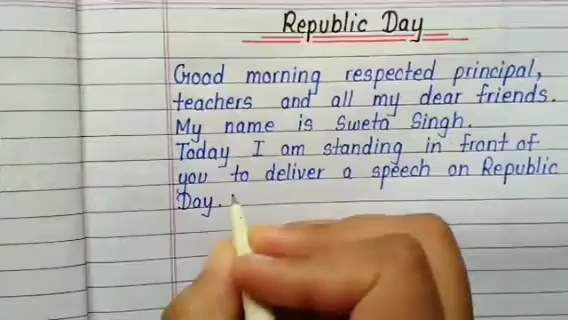 Republic Day
Good morning respected principal,
teachers and all my dear friends.
My name is Sweta Singh.
Today I am standing in front of
you to deliver a speech on Republic
Day.